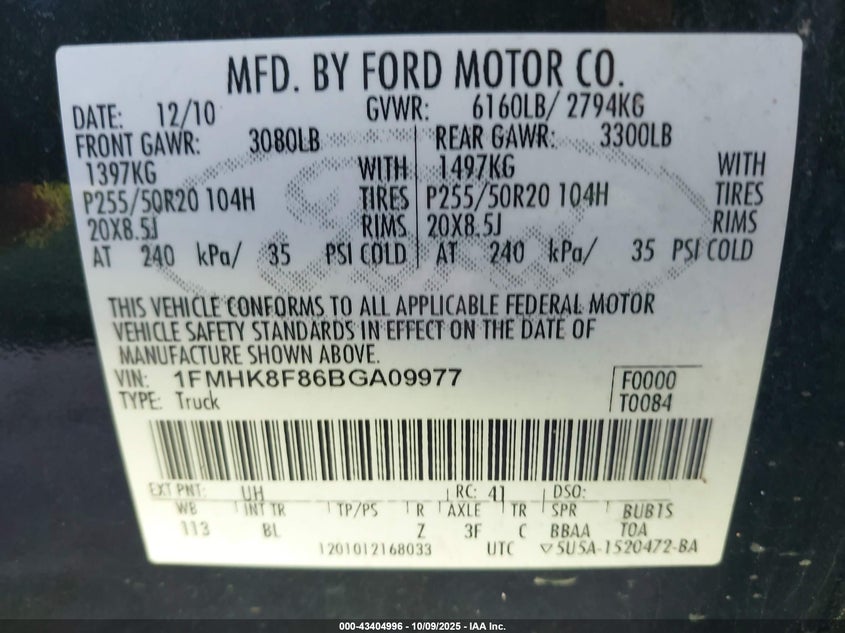 MFD. BY FORD MOTOR CO.
DATE: 12/10 GVWR: 6160LB/ 2794KG
FRONT GAWR: 3080LB REAR GAWR: 3300LB
1397KG WITH 1497KG WITH
P255/50R20 104H TIRES P255/50R20 104H TIRES
20X8.5J RIMS 20X8.5J RIMS
AT 240 kPa/ 35 PSI COLD AT 240 kPa/ 35 PSI COLD
THIS VEHICLE CONFORMS TO ALL APPLICABLE FEDERAL MOTOR
VEHICLE SAFETY STANDARDS IN EFFECT ON THE DATE OF
MANUFACTURE SHOWN ABOVE.
VIN: 1FMHK8F86BGA09977 F0000
TYPE: Truck T0084
EXT PNT: UH RC: 41 DSO:
WB INT TR TP/PS R AXLE TR SPR BUB1S
113 BL Z 3F C BBAA TOA
1201012168033 UTC ▽5U5A-1520472-BA
000-43404996 - 10/09/2025 - IAA Inc.